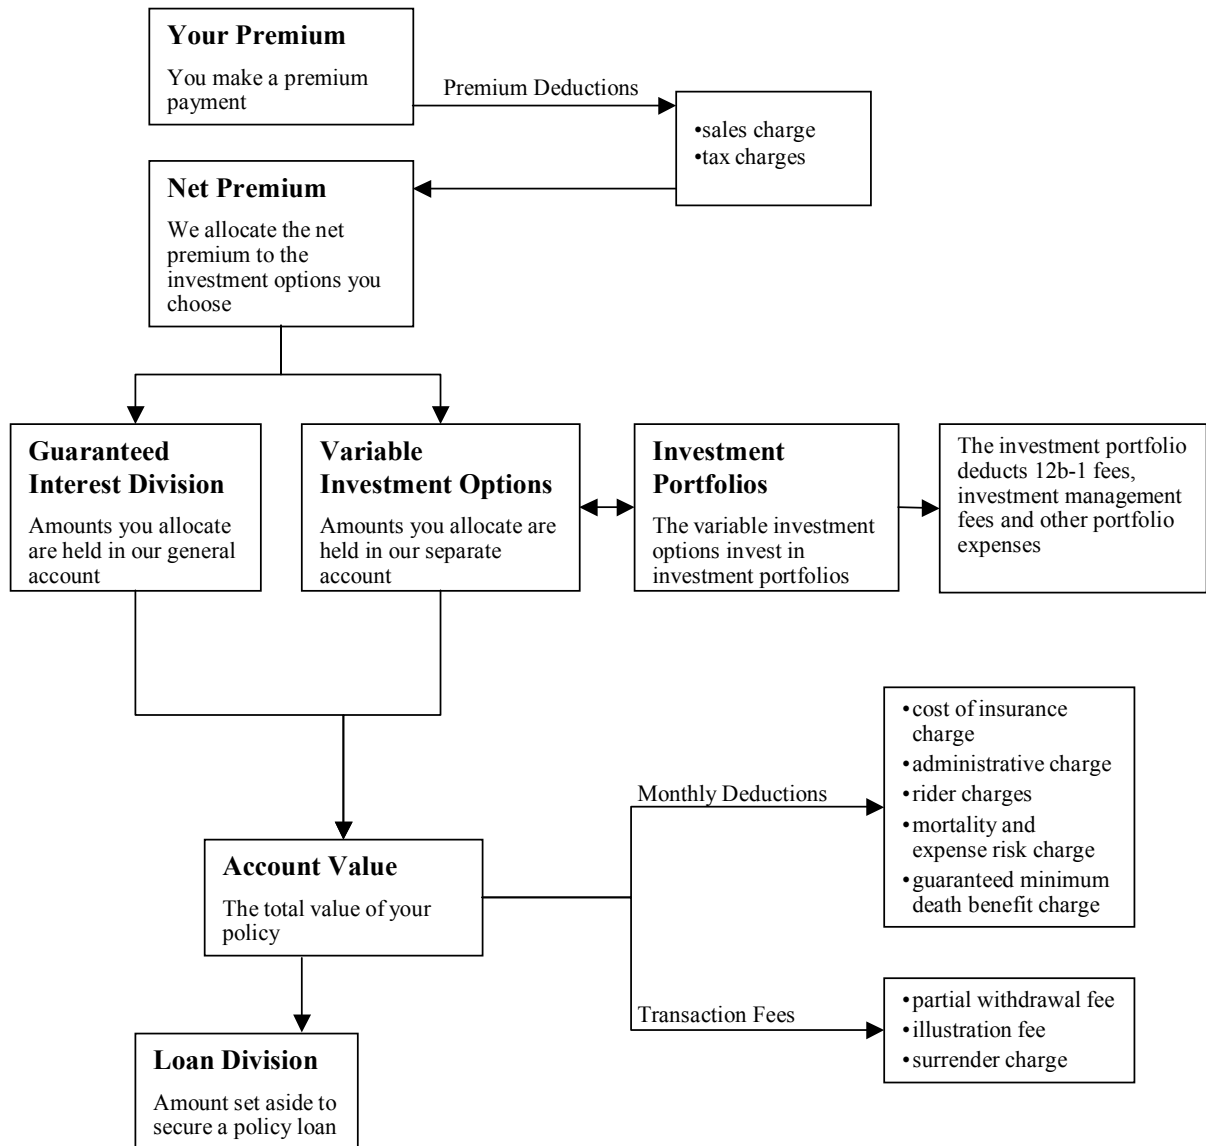 Your Premium
You make a premium
payment
Premium Deductions
•sales charge
•tax charges
Net Premium
We allocate the net
premium to the
investment options you
choose
Guaranteed
Interest Division
Amounts you allocate
are held in our general
account
Variable
Investment Options
Amounts you allocate are
held in our separate
account
Investment
Portfolios
The variable investment
options invest in
investment portfolios
The investment portfolio
deducts 12b-1 fees,
investment management
fees and other portfolio
expenses
Account Value
The total value of your
policy
Monthly Deductions
•cost of insurance
charge
•administrative charge
•rider charges
•mortality and
expense risk charge
•guaranteed minimum
death benefit charge
Transaction Fees
•partial withdrawal fee
•illustration fee
•surrender charge
Loan Division
Amount set aside to
secure a policy loan